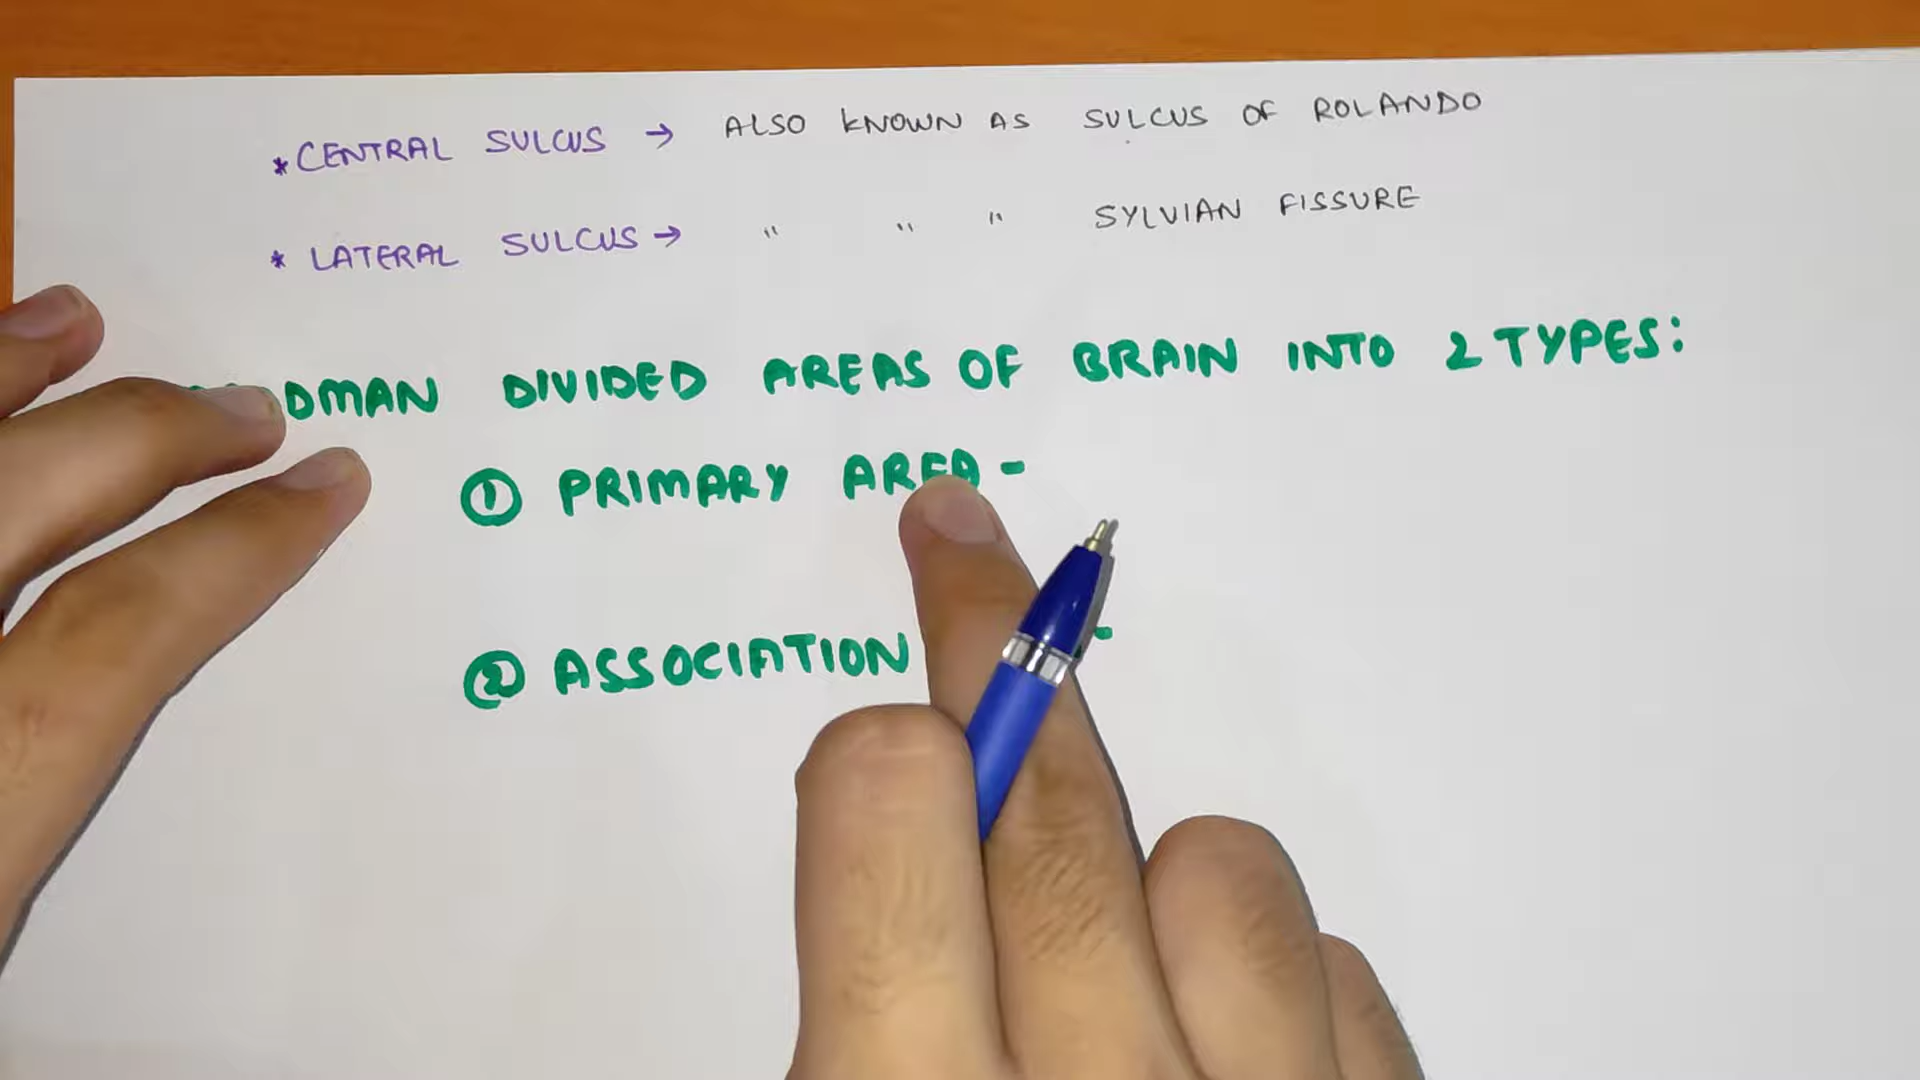 *CENTRAL SULCUS → ALSO KNOWN AS SULCUS OF ROLANDO
* LATERAL SULCUS → " " " SYLVIAN FISSURE
DMAN DIVIDED AREAS OF BRAIN INTO 2 TYPES:
① PRIMARY AREA -
② ASSOCIATION -